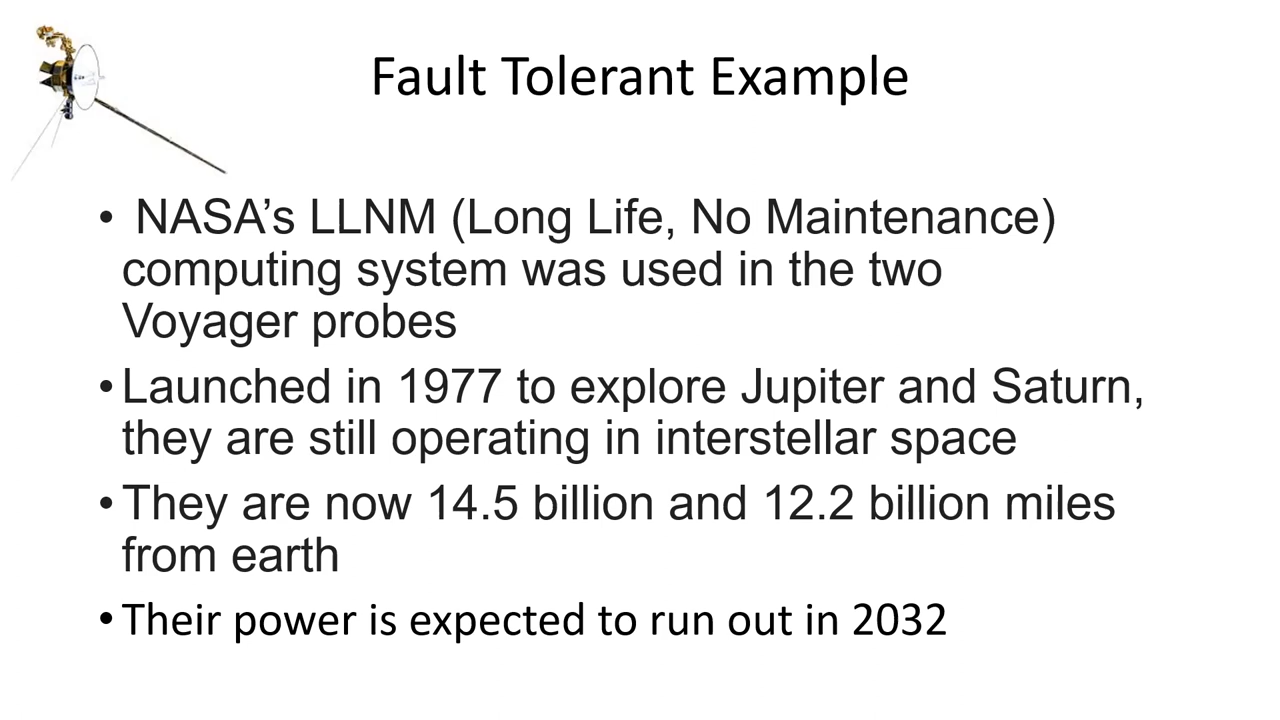 Fault Tolerant Example
• NASA’s LLNM (Long Life, No Maintenance)
computing system was used in the two
Voyager probes
• Launched in 1977 to explore Jupiter and Saturn,
they are still operating in interstellar space
• They are now 14.5 billion and 12.2 billion miles
from earth
• Their power is expected to run out in 2032